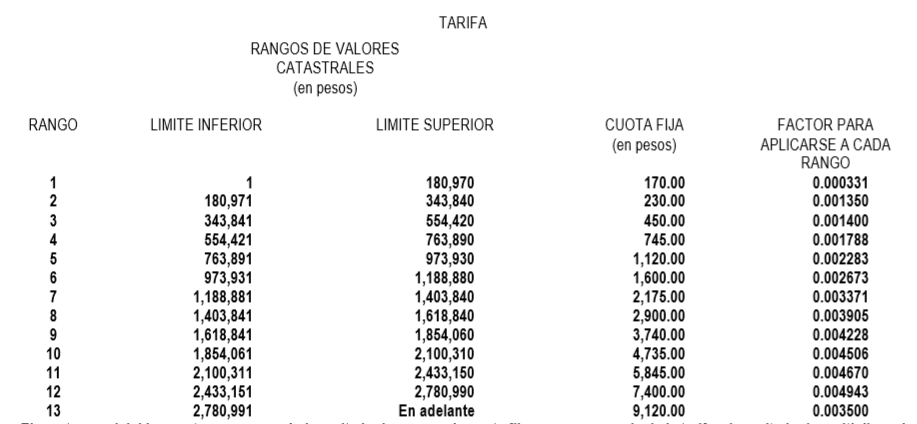 TARIFA
RANGOS DE VALORES
CATASTRALES
(en pesos)
RANGO LIMITE INFERIOR LIMITE SUPERIOR CUOTA FIJA FACTOR PARA
(en pesos) APLICARSE A CADA
RANGO
1 1 180,970 170.00 0.000331
2 180,971 343,840 230.00 0.001350
3 343,841 554,420 450.00 0.001400
4 554,421 763,890 745.00 0.001788
5 763,891 973,930 1,120.00 0.002283
6 973,931 1,188,880 1,600.00 0.002673
7 1,188,881 1,403,840 2,175.00 0.003371
8 1,403,841 1,618,840 2,900.00 0.003905
9 1,618,841 1,854,060 3,740.00 0.004228
10 1,854,061 2,100,310 4,735.00 0.004506
11 2,100,311 2,433,150 5,845.00 0.004670
12 2,433,151 2,780,990 7,400.00 0.004943
13 2,780,991 En adelante 9,120.00 0.003500